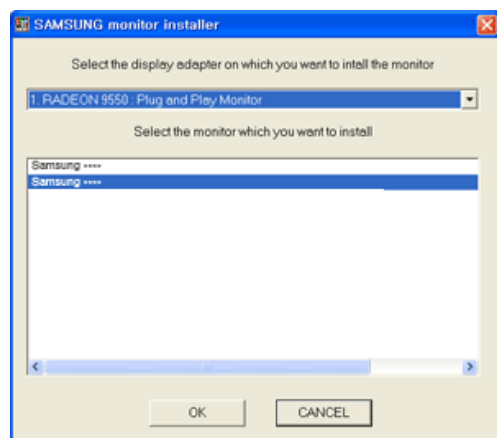 SAMSUNG monitor installer
Select the display adapter on which you want to intall the monitor
1. RADEON 9550 : Plug and Play Monitor
Select the monitor which you want to install
Samsung ****
Samsung ****
OK
CANCEL